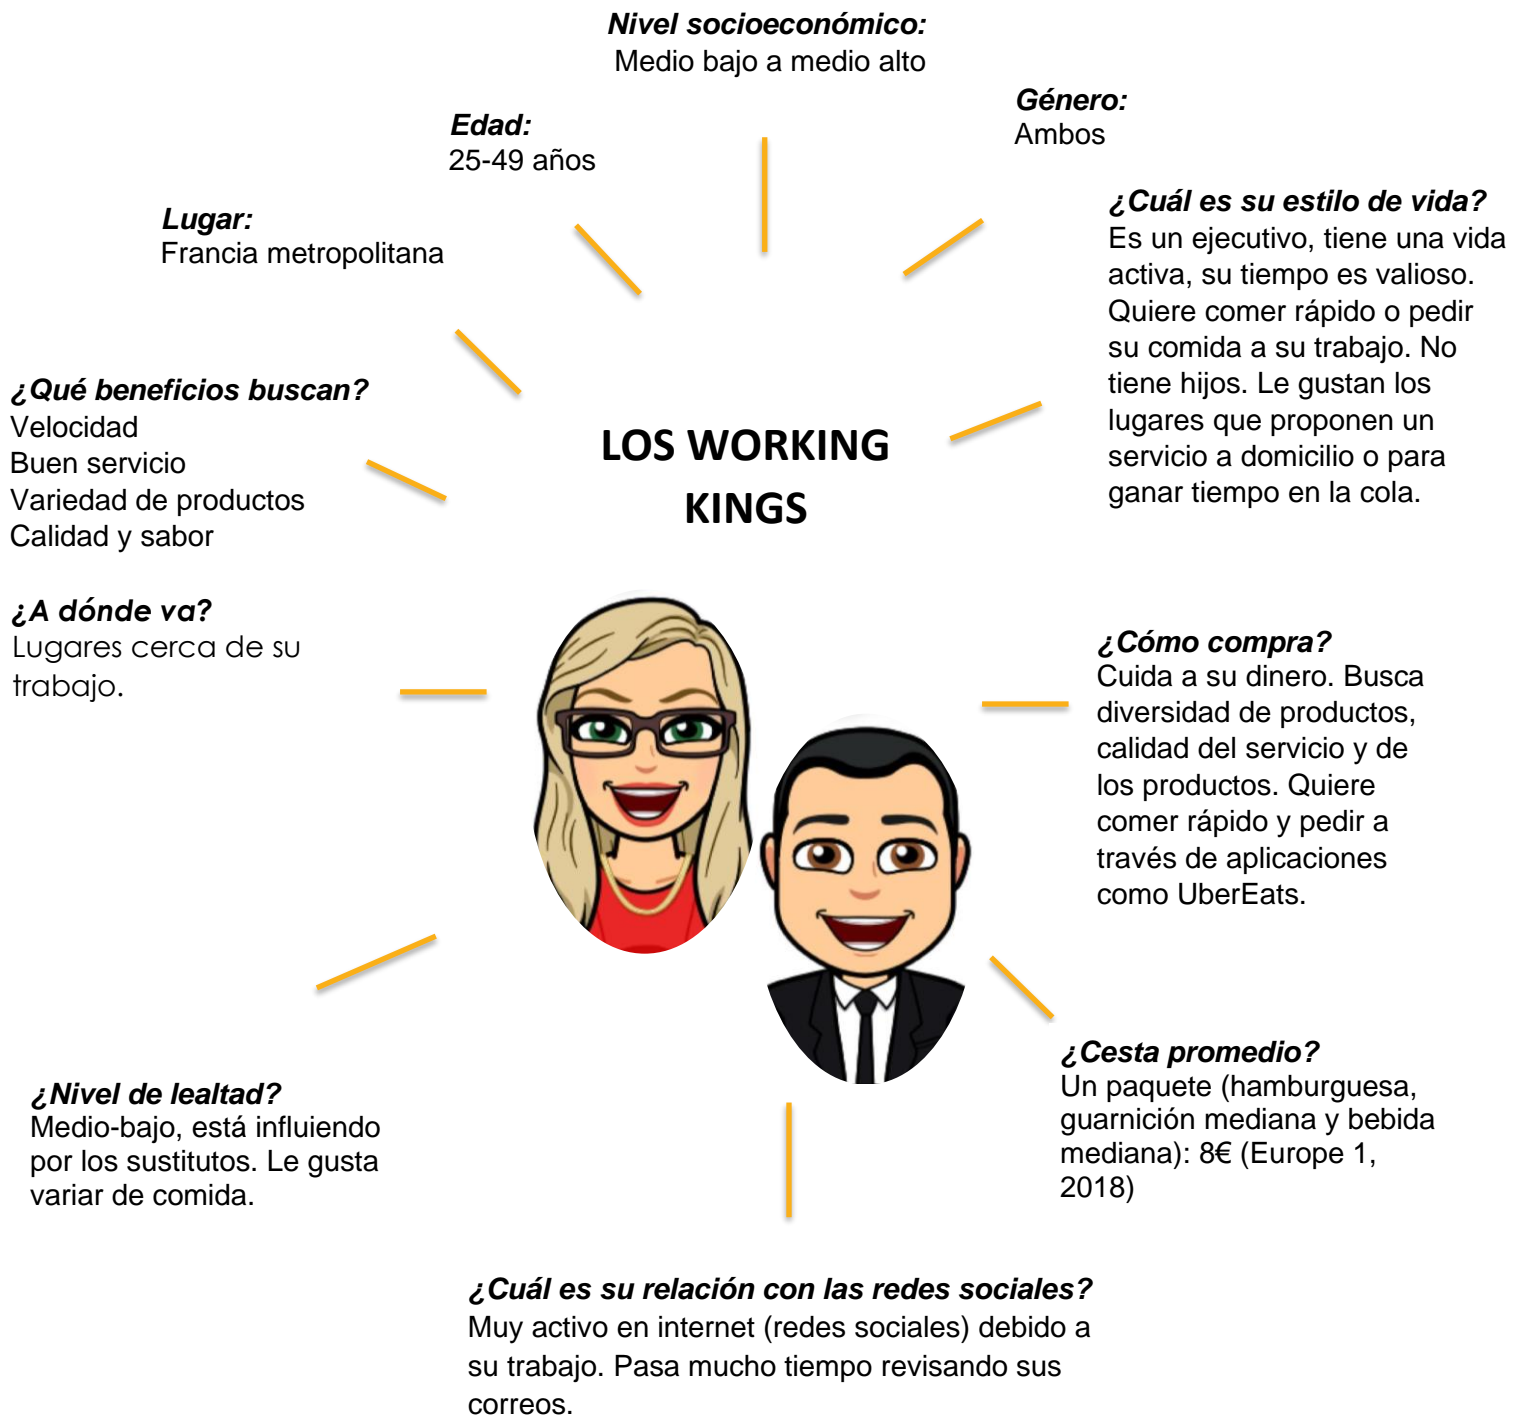 Nivel socioeconómico:
Medio bajo a medio alto
Género:
Ambos
Edad:
25-49 años
¿Cuál es su estilo de vida?
Es un ejecutivo, tiene una vida
activa, su tiempo es valioso.
Quiere comer rápido o pedir
su comida a su trabajo. No
tiene hijos. Le gustan los
lugares que proponen un
servicio a domicilio o para
ganar tiempo en la cola.
Lugar:
Francia metropolitana
¿Qué beneficios buscan?
Velocidad
Buen servicio
Variedad de productos
Calidad y sabor
LOS WORKING
KINGS
¿A dónde va?
Lugares cerca de su
trabajo.
¿Cómo compra?
Cuida a su dinero. Busca
diversidad de productos,
calidad del servicio y de
los productos. Quiere
comer rápido y pedir a
través de aplicaciones
como UberEats.
¿Cesta promedio?
Un paquete (hamburguesa,
guarnición mediana y bebida
mediana): 8€ (Europe 1,
2018)
¿Nivel de lealtad?
Medio-bajo, está influiendo
por los sustitutos. Le gusta
variar de comida.
¿Cuál es su relación con las redes sociales?
Muy activo en internet (redes sociales) debido a
su trabajo. Pasa mucho tiempo revisando sus
correos.